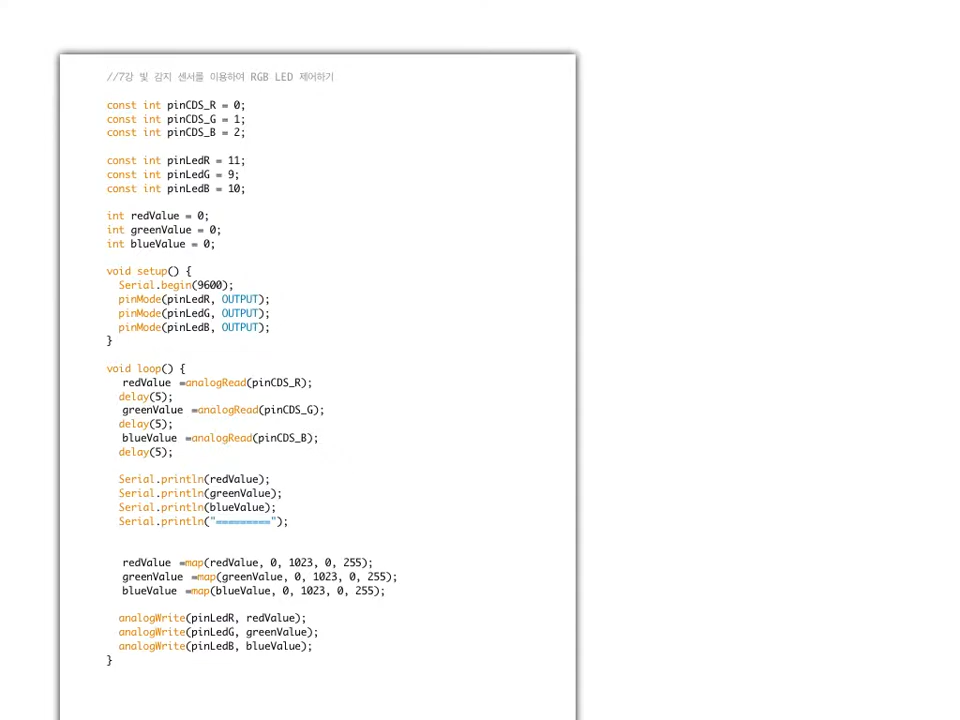 //7강 빛 감지 센서를 이용하여 RGB LED 제어하기
const int pinCDS_R = 0;
const int pinCDS_G = 1;
const int pinCDS_B = 2;
const int pinLedR = 11;
const int pinLedG = 9;
const int pinLedB = 10;
int redValue = 0;
int greenValue = 0;
int blueValue = 0;
void setup() {
Serial.begin(9600);
pinMode(pinLedR, OUTPUT);
pinMode(pinLedG, OUTPUT);
pinMode(pinLedB, OUTPUT);
}
void loop() {
redValue =analogRead(pinCDS_R);
delay(5);
greenValue =analogRead(pinCDS_G);
delay(5);
blueValue =analogRead(pinCDS_B);
delay(5);
Serial.println(redValue);
Serial.println(greenValue);
Serial.println(blueValue);
Serial.println("=========");
redValue =map(redValue, 0, 1023, 0, 255);
greenValue =map(greenValue, 0, 1023, 0, 255);
blueValue =map(blueValue, 0, 1023, 0, 255);
analogWrite(pinLedR, redValue);
analogWrite(pinLedG, greenValue);
analogWrite(pinLedB, blueValue);
}